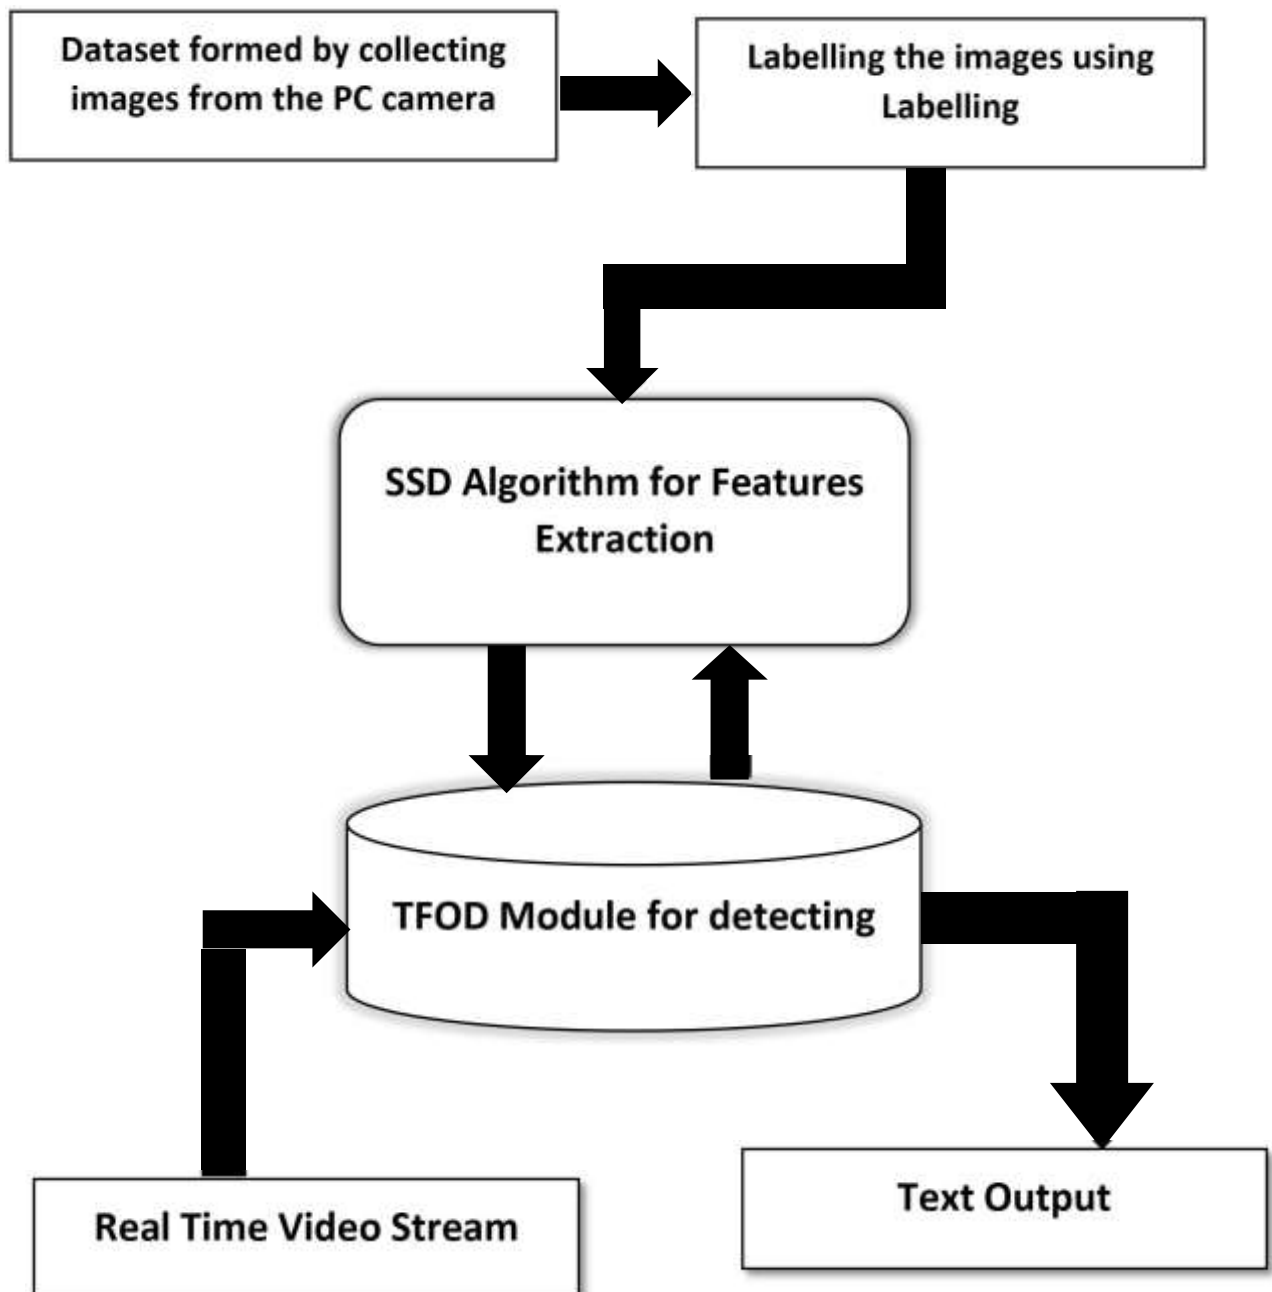 Dataset formed by collecting
images from the PC camera
Labelling the images using
Labelling
SSD Algorithm for Features
Extraction
TFOD Module for detecting
Real Time Video Stream
Text Output